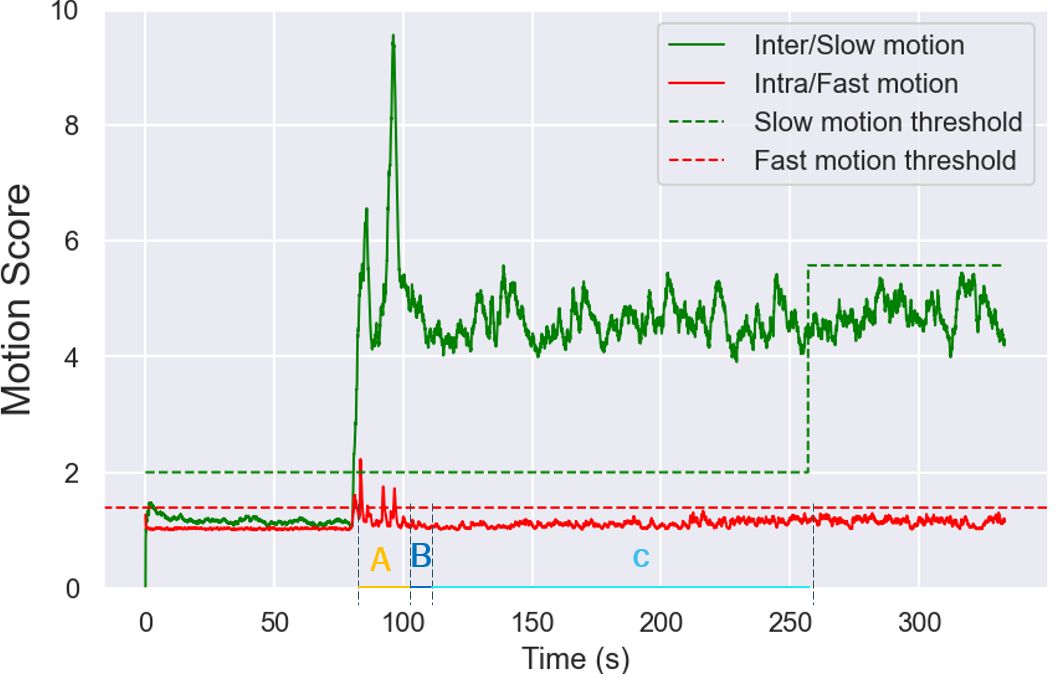 10
8
6
4
2
0
Motion Score
Inter/Slow motion
Intra/Fast motion
Slow motion threshold
Fast motion threshold
A B c
0 50 100 150 200 250 300
Time (s)